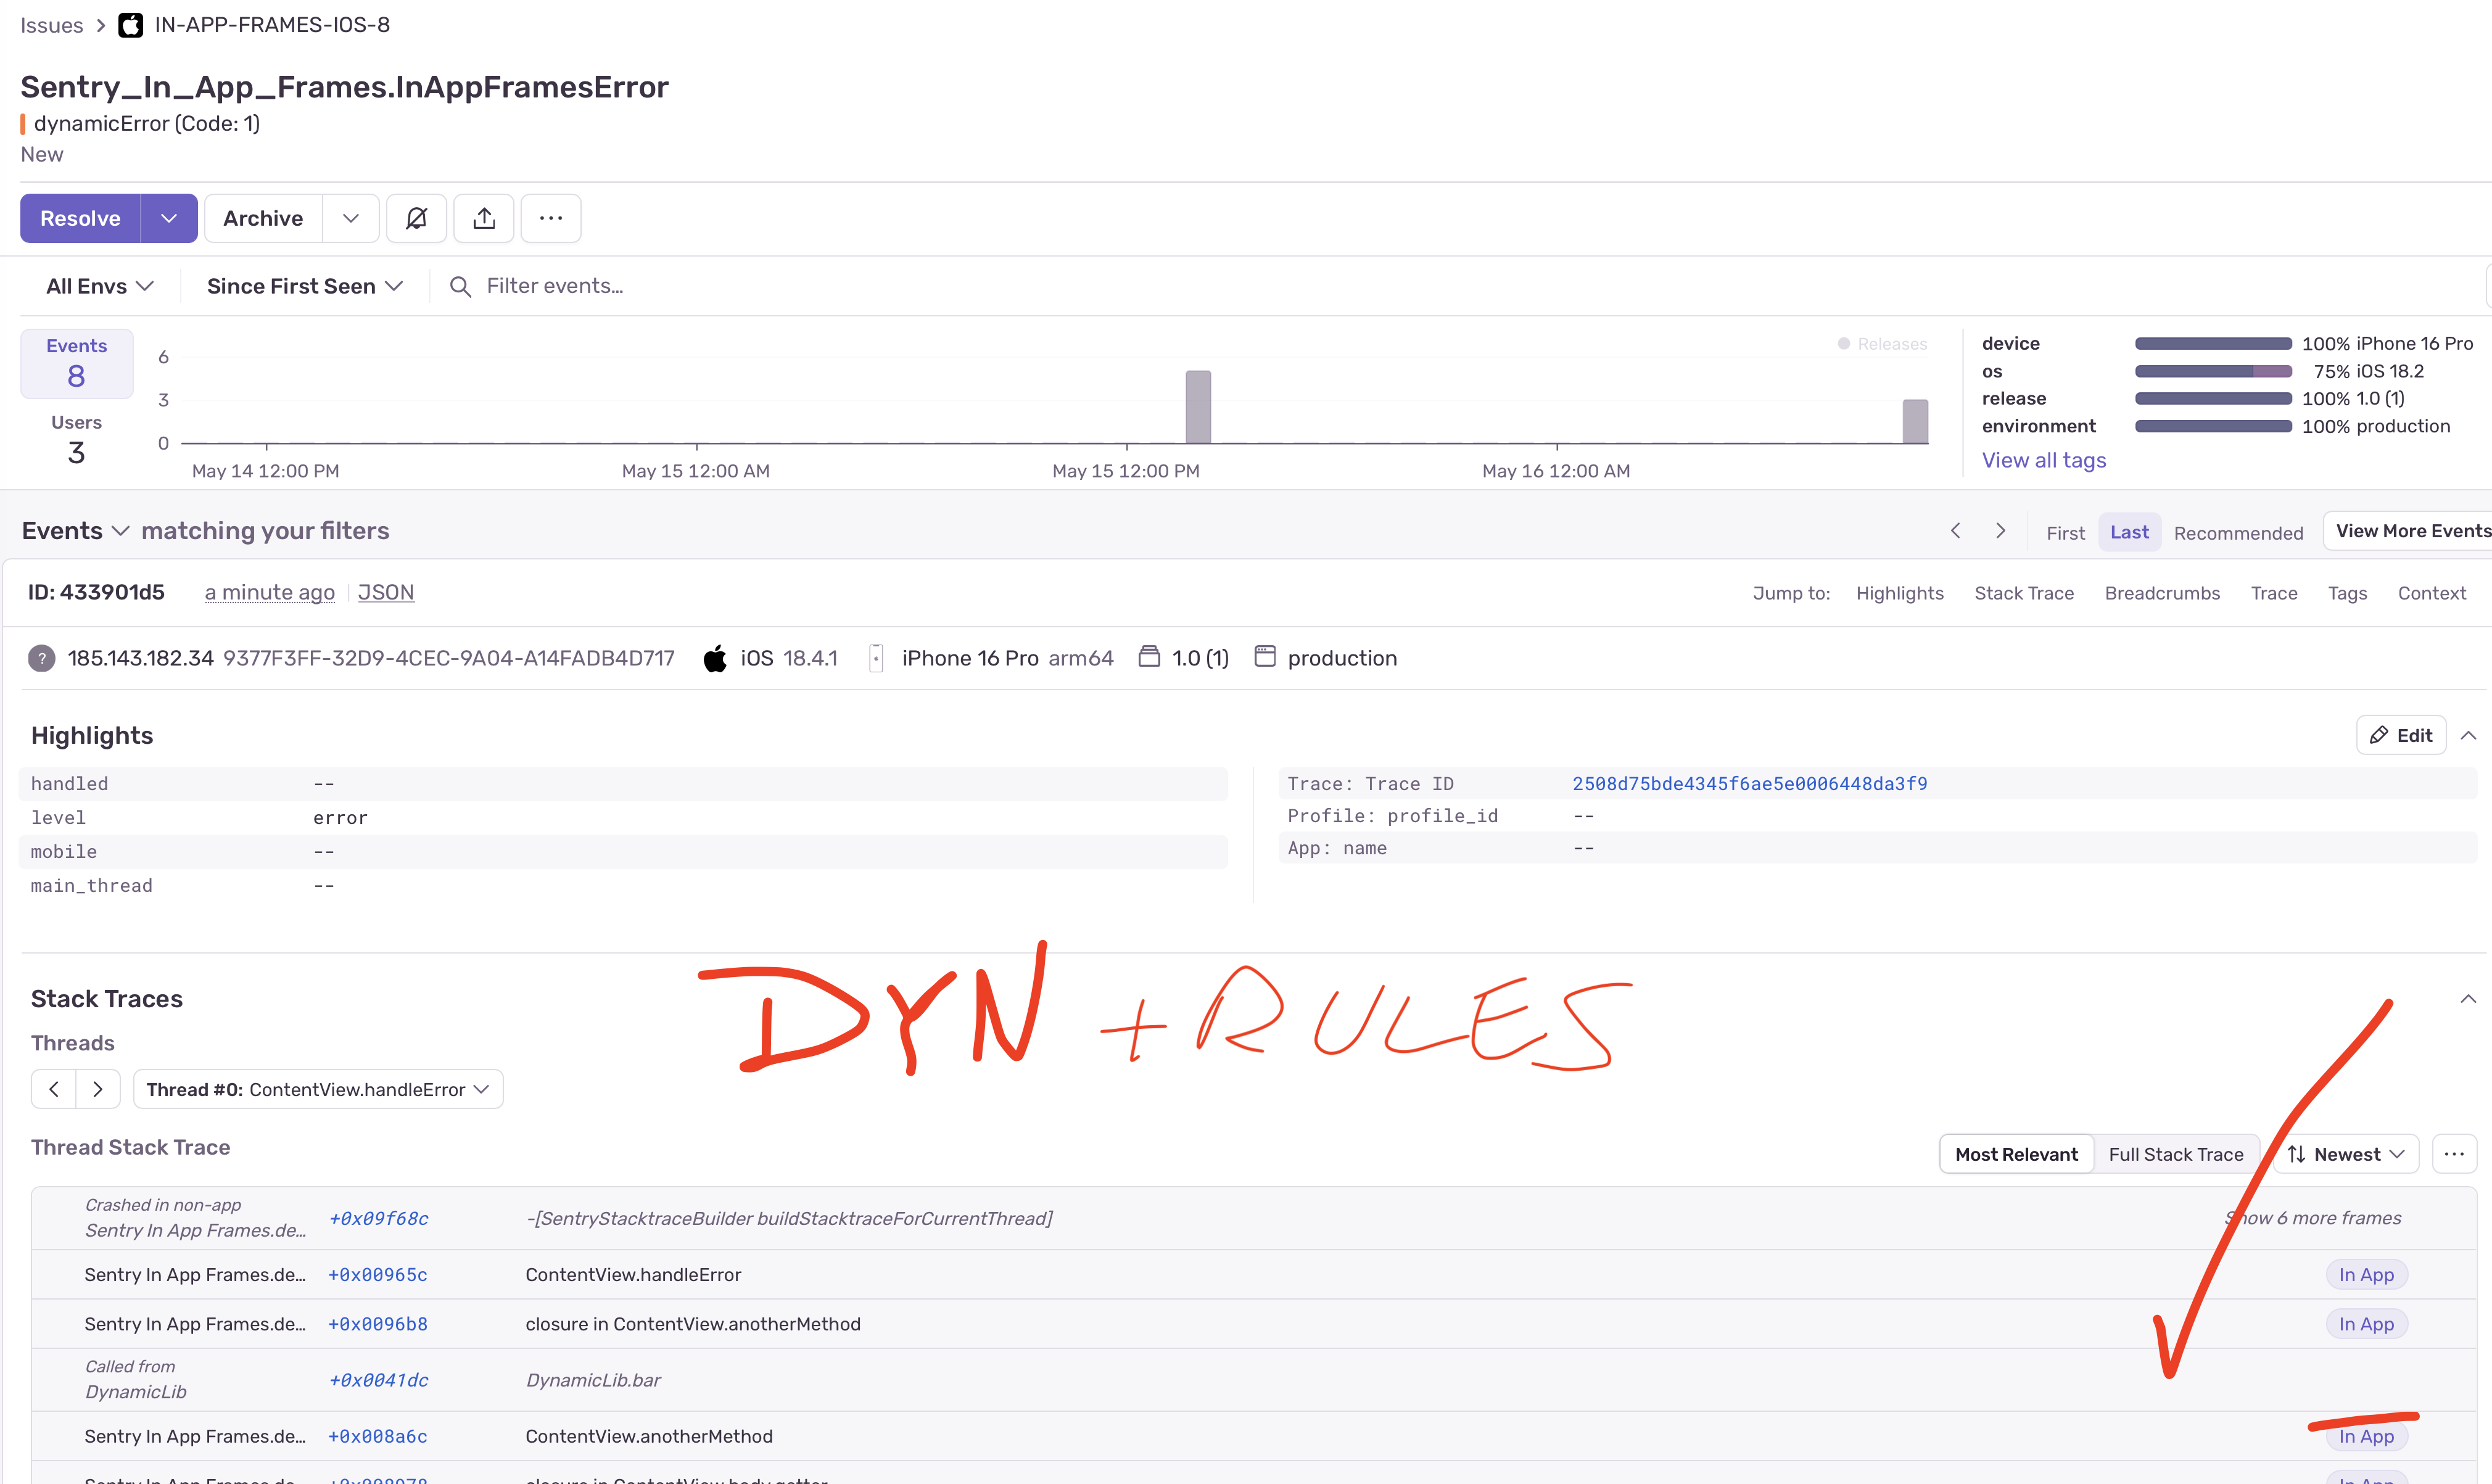 Issues > IN-APP-FRAMES-IOS-8
Sentry_In_App_Frames.InAppFramesError
dynamicError (Code: 1)
New
Resolve Archive ...
All Envs Since First Seen Filter events...
Events
8
Users
3
6
3
0
Releases
May 14 12:00 PM May 15 12:00 AM May 15 12:00 PM May 16 12:00 AM
device 100% iPhone 16 Pro
os 75% iOS 18.2
release 100% 1.0 (1)
environment 100% production
View all tags
Events matching your filters
First Last Recommended View More Events
ID: 433901d5 a minute ago JSON
Jump to: Highlights Stack Trace Breadcrumbs Trace Tags Context
? 185.143.182.34 9377F3FF-32D9-4CEC-9A04-A14FADB4D717 iOS 18.4.1 iPhone 16 Pro arm64 1.0 (1) production
Highlights
Edit
handled --
level error
mobile --
main_thread --
Trace: Trace ID 2508d75bde4345f6ae5e0006448da3f9
Profile: profile_id --
App: name --
DYN + RULES
Stack Traces
Threads
Thread #0: ContentView.handleError
Thread Stack Trace
Most Relevant Full Stack Trace Newest ...
Crashed in non-app
Sentry In App Frames.de... +0x09f68c -[SentryStacktraceBuilder buildStacktraceForCurrentThread] Show 6 more frames
Sentry In App Frames.de... +0x00965c ContentView.handleError In App
Sentry In App Frames.de... +0x0096b8 closure in ContentView.anotherMethod In App
Called from
DynamicLib +0x0041dc DynamicLib.bar
Sentry In App Frames.de... +0x008a6c ContentView.anotherMethod In App